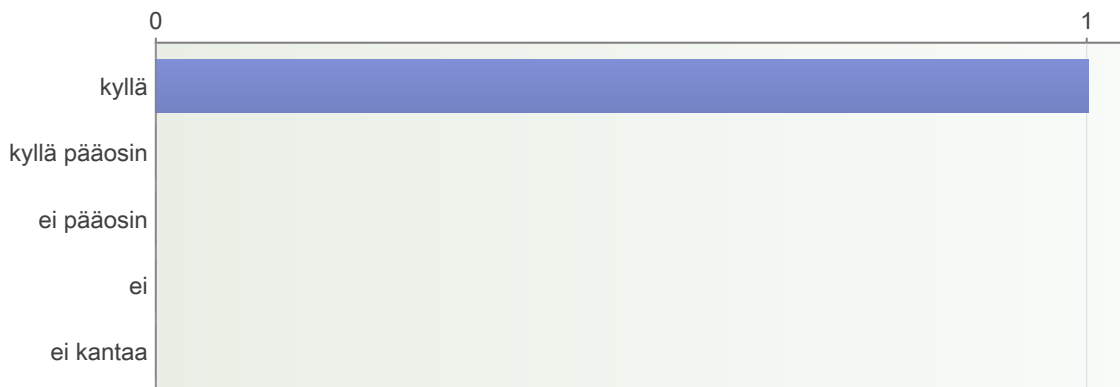 0 1
kyllä
kyllä pääosin
ei pääosin
ei
ei kantaa